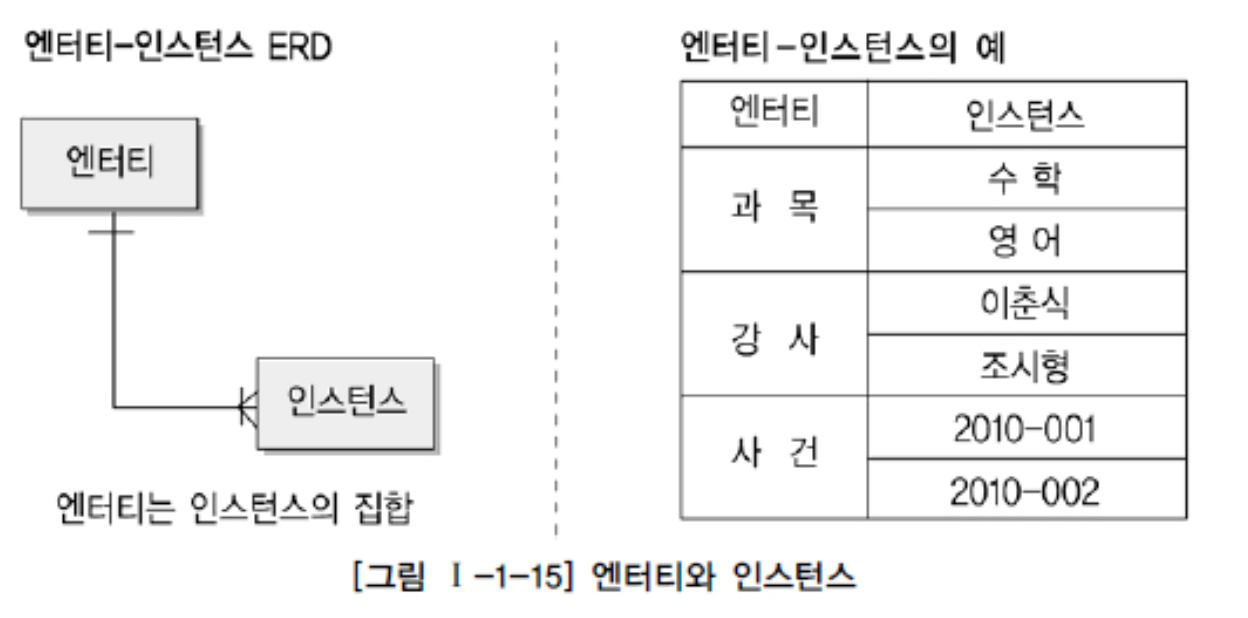 엔터티-인스턴스 ERD
엔터티
인스턴스
엔터티는 인스턴스의 집합
엔터티-인스턴스의 예
엔터티 인스턴스
과 목 수 학
영 어
강 사 이춘식
조시형
사 건 2010-001
2010-002
[그림 Ⅰ-1-15] 엔터티와 인스턴스